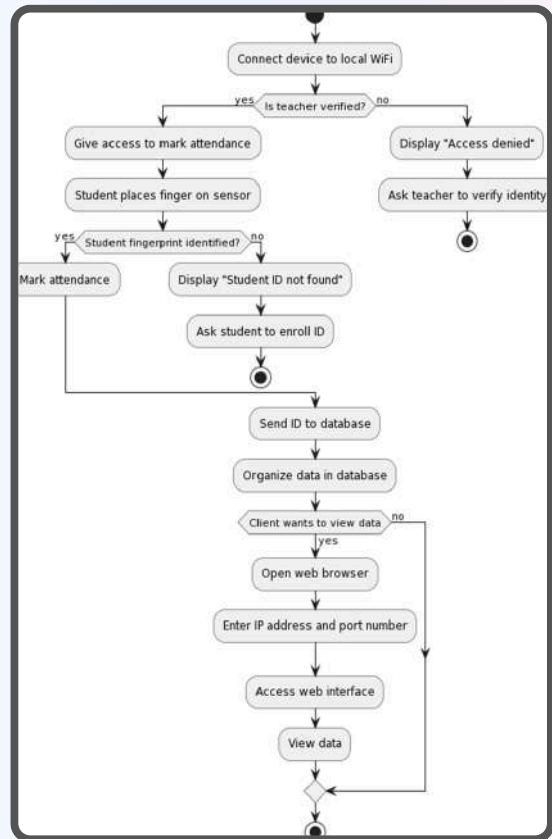 Connect device to local WiFi
Is teacher verified?
yes
no
Give access to mark attendance
Display "Access denied"
Student places finger on sensor
Ask teacher to verify identity
Student fingerprint identified?
yes
no
Mark attendance
Display "Student ID not found"
Ask student to enroll ID
Send ID to database
Organize data in database
Client wants to view data
no
yes
Open web browser
Enter IP address and port number
Access web interface
View data